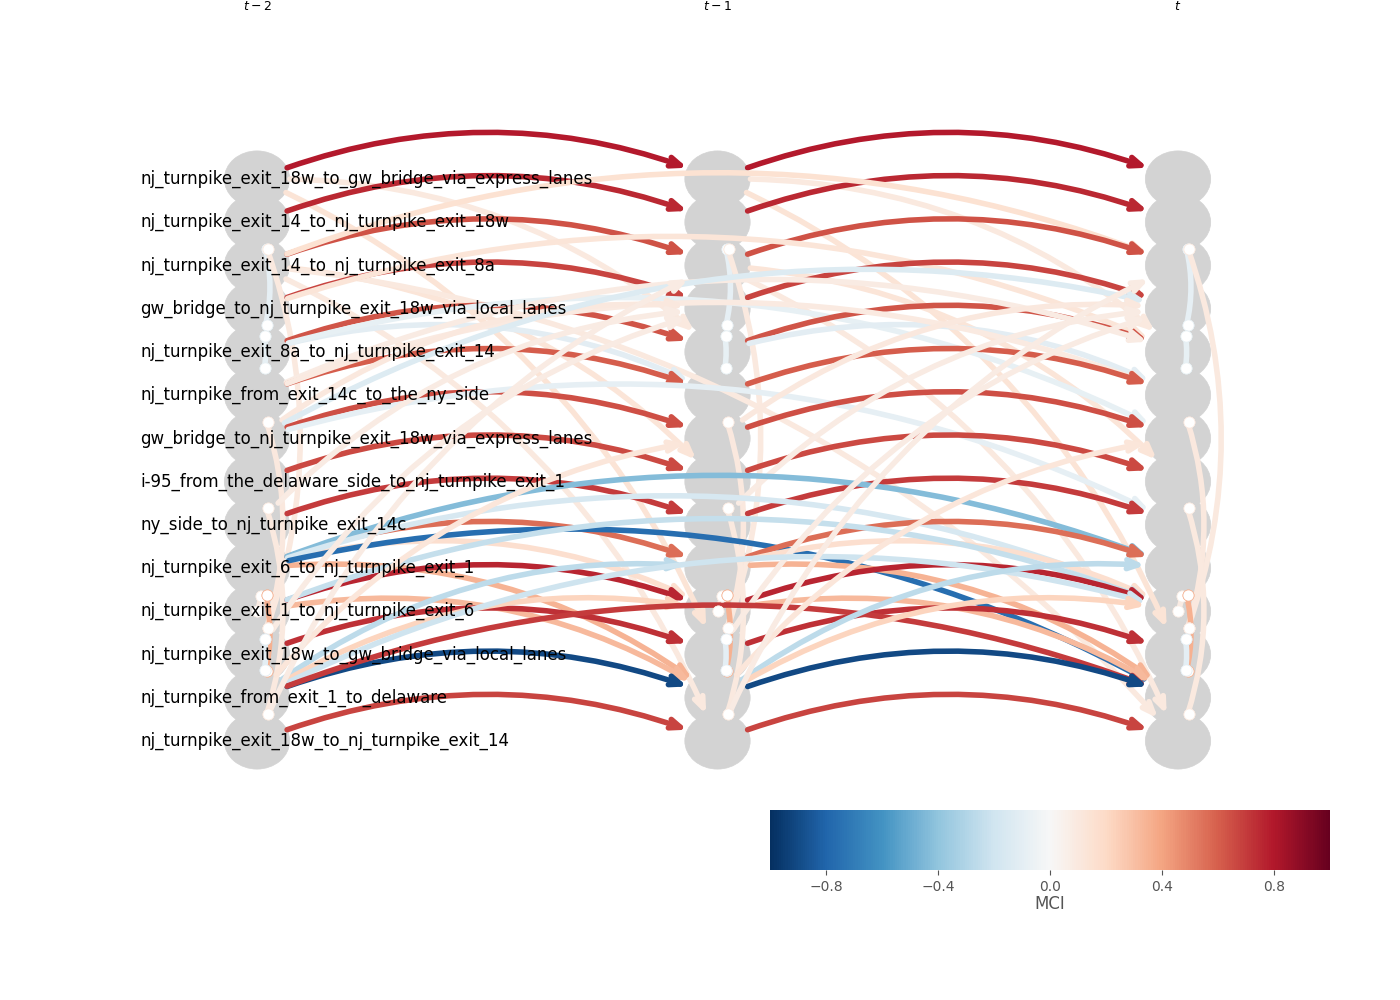 t − 2 t − 1 t
nj_turnpike_exit_18w_to_gw_bridge_via_express_lanes
nj_turnpike_exit_14_to_nj_turnpike_exit_18w
nj_turnpike_exit_14_to_nj_turnpike_exit_8a
gw_bridge_to_nj_turnpike_exit_18w_via_local_lanes
nj_turnpike_exit_8a_to_nj_turnpike_exit_14
nj_turnpike_from_exit_14c_to_the_ny_side
gw_bridge_to_nj_turnpike_exit_18w_via_express_lanes
i-95_from_the_delaware_side_to_nj_turnpike_exit_1
ny_side_to_nj_turnpike_exit_14c
nj_turnpike_exit_6_to_nj_turnpike_exit_1
nj_turnpike_exit_1_to_nj_turnpike_exit_6
nj_turnpike_exit_18w_to_gw_bridge_via_local_lanes
nj_turnpike_from_exit_1_to_delaware
nj_turnpike_exit_18w_to_nj_turnpike_exit_14
−0.8 −0.4 0.0 0.4 0.8
MCI